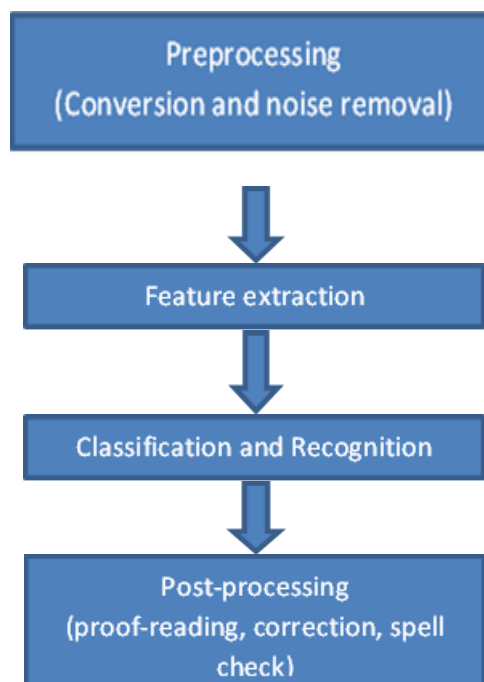 Preprocessing
(Conversion and noise removal)
Feature extraction
Classification and Recognition
Post-processing
(proof-reading, correction, spell
check)